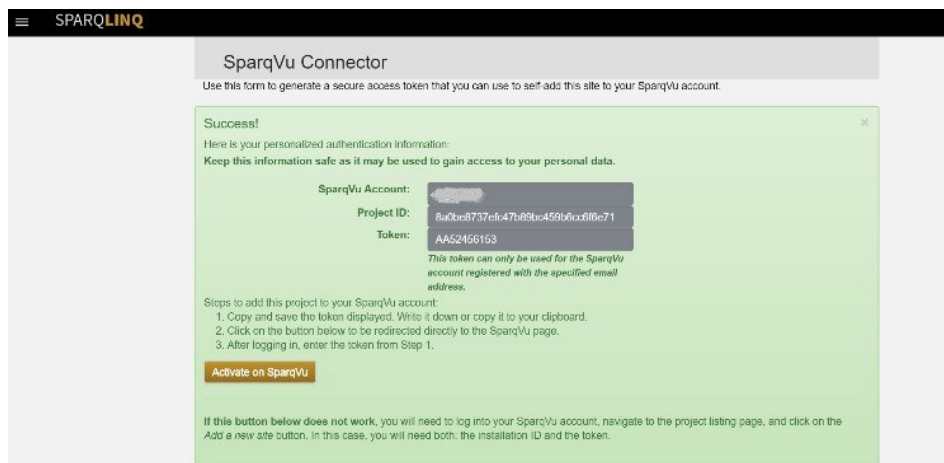 SPARQLINQ
SparqVu Connector
Use this form to generate a secure access token that you can use to self-add this site to your SparqVu account.
Success!
×
Here is your personalized authentication information:
Keep this information safe as it may be used to gain access to your personal data.
SparqVu Account:
Project ID: 8a0be8737efc47b89bc459b6cc6f6e71
Token: AA52456153
This token can only be used for the SparqVu
account registered with the specified email
address.
Steps to add this project to your SparqVu account:
1. Copy and save the token displayed. Write it down or copy it to your clipboard.
2. Click on the button below to be redirected directly to the SparqVu page.
3. After logging in, enter the token from Step 1.
Activate on SparqVu
If this button below does not work, you will need to log into your SparqVu account, navigate to the project listing page, and click on the
Add a new site button. In this case, you will need both: the installation ID and the token.